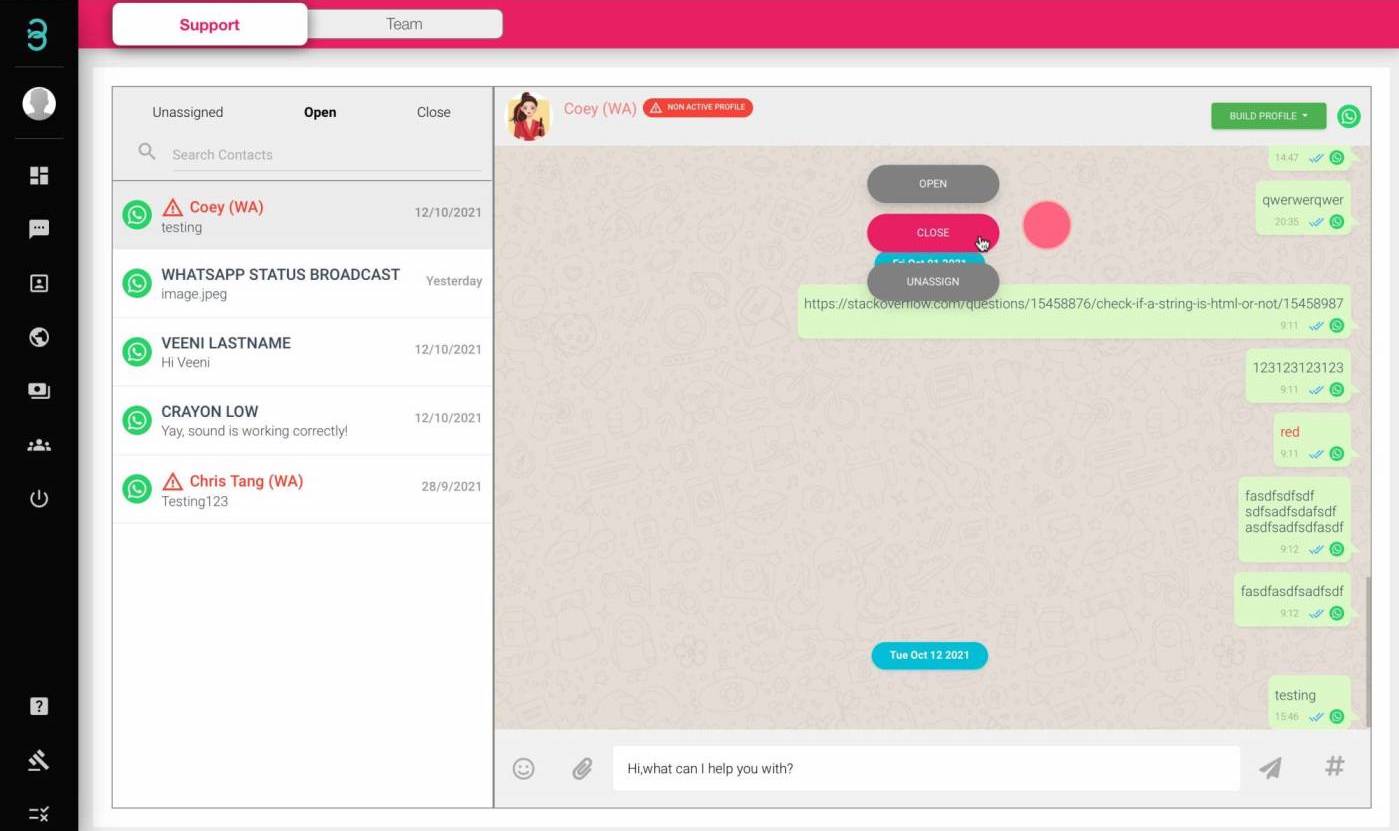 Support
Team
Unassigned
Open
Close
Search Contacts
Coey (WA)
12/10/2021
testing
WHATSAPP STATUS BROADCAST
Yesterday
image.jpeg
VEENI LASTNAME
12/10/2021
Hi Veeni
CRAYON LOW
12/10/2021
Yay, sound is working correctly!
Chris Tang (WA)
28/9/2021
Testing123
Coey (WA)
NON ACTIVE PROFILE
BUILD PROFILE
14:47
OPEN
qwerwerqwer
20:35
CLOSE
Fri Oct 01 2021
UNASSIGN
https://stackoverflow.com/questions/15458876/check-if-a-string-is-html-or-not/15458987
9:11
123123123123
9:11
red
9:11
fasdfsdfsdf
sdfsadfsdafsdf
asdfsadfsdfasdf
9:12
fasdfasdfsadfsdf
9:12
Tue Oct 12 2021
testing
15:46
Hi,what can I help you with?